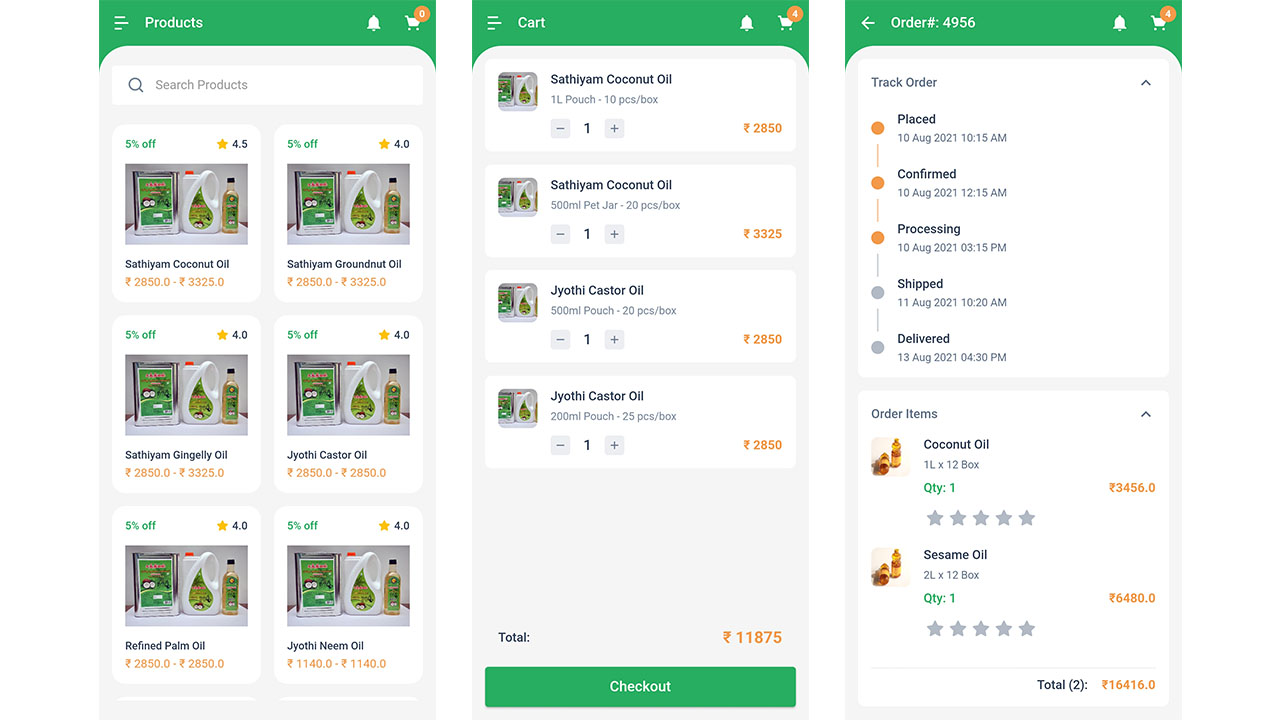 Products
0
Search Products
5% off
4.5
Sathiyam Coconut Oil
₹ 2850.0 - ₹ 3325.0
5% off
4.0
Sathiyam Groundnut Oil
₹ 2850.0 - ₹ 3325.0
5% off
4.0
Sathiyam Gingelly Oil
₹ 2850.0 - ₹ 3325.0
5% off
4.0
Jyothi Castor Oil
₹ 2850.0 - ₹ 2850.0
5% off
4.0
Refined Palm Oil
₹ 2850.0 - ₹ 2850.0
5% off
4.0
Jyothi Neem Oil
₹ 1140.0 - ₹ 1140.0
Cart
4
Sathiyam Coconut Oil
1L Pouch - 10 pcs/box
− 1 +
₹ 2850
Sathiyam Coconut Oil
500ml Pet Jar - 20 pcs/box
− 1 +
₹ 3325
Jyothi Castor Oil
500ml Pouch - 20 pcs/box
− 1 +
₹ 2850
Jyothi Castor Oil
200ml Pouch - 25 pcs/box
− 1 +
₹ 2850
Total:
₹ 11875
Checkout
Order#: 4956
4
Track Order
Placed
10 Aug 2021 10:15 AM
Confirmed
10 Aug 2021 12:15 AM
Processing
10 Aug 2021 03:15 PM
Shipped
11 Aug 2021 10:20 AM
Delivered
13 Aug 2021 04:30 PM
Order Items
Coconut Oil
1L x 12 Box
Qty: 1
₹3456.0
Sesame Oil
2L x 12 Box
Qty: 1
₹6480.0
Total (2):
₹16416.0